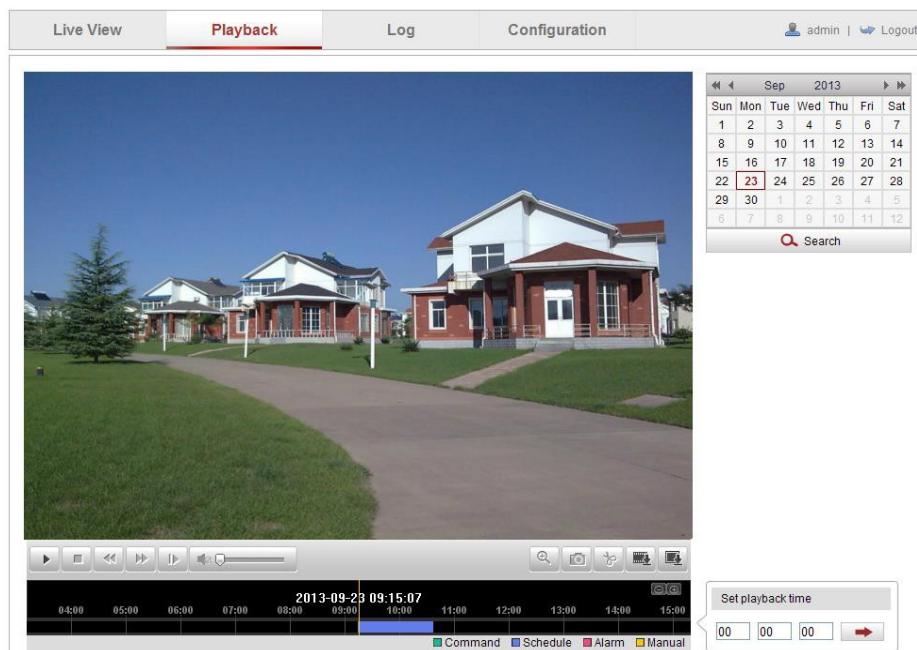 Live View Playback Log Configuration admin | Logout
Sep 2013
Sun Mon Tue Wed Thu Fri Sat
1 2 3 4 5 6 7
8 9 10 11 12 13 14
15 16 17 18 19 20 21
22 23 24 25 26 27 28
29 30 1 2 3 4 5
6 7 8 9 10 11 12
Search
2013-09-23 09:15:07
04:00 05:00 06:00 07:00 08:00 09:00 10:00 11:00 12:00 13:00 14:00 15:00
Command Schedule Alarm Manual
Set playback time
00 00 00